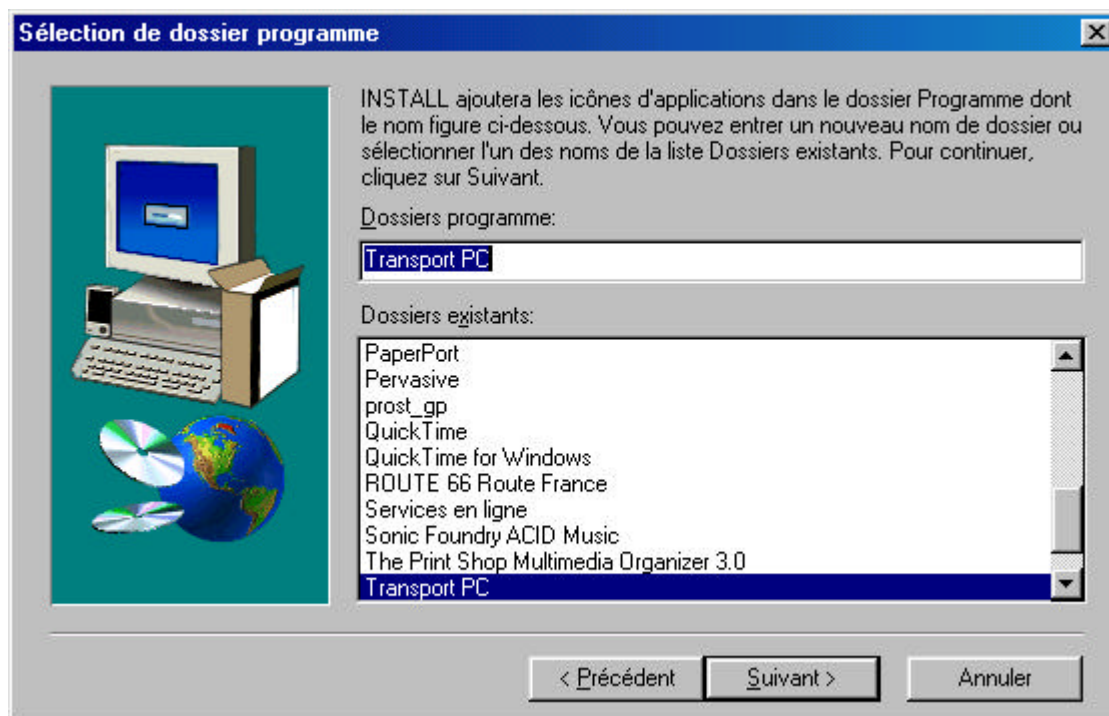 Sélection de dossier programme
INSTALL ajoutera les icônes d'applications dans le dossier Programme dont
le nom figure ci-dessous. Vous pouvez entrer un nouveau nom de dossier ou
sélectionner l'un des noms de la liste Dossiers existants. Pour continuer,
cliquez sur Suivant.
Dossiers programme:
Transport PC
Dossiers existants:
PaperPort
Pervasive
prost_gp
QuickTime
QuickTime for Windows
ROUTE 66 Route France
Services en ligne
Sonic Foundry ACID Music
The Print Shop Multimedia Organizer 3.0
Transport PC
< Précédent
Suivant >
Annuler